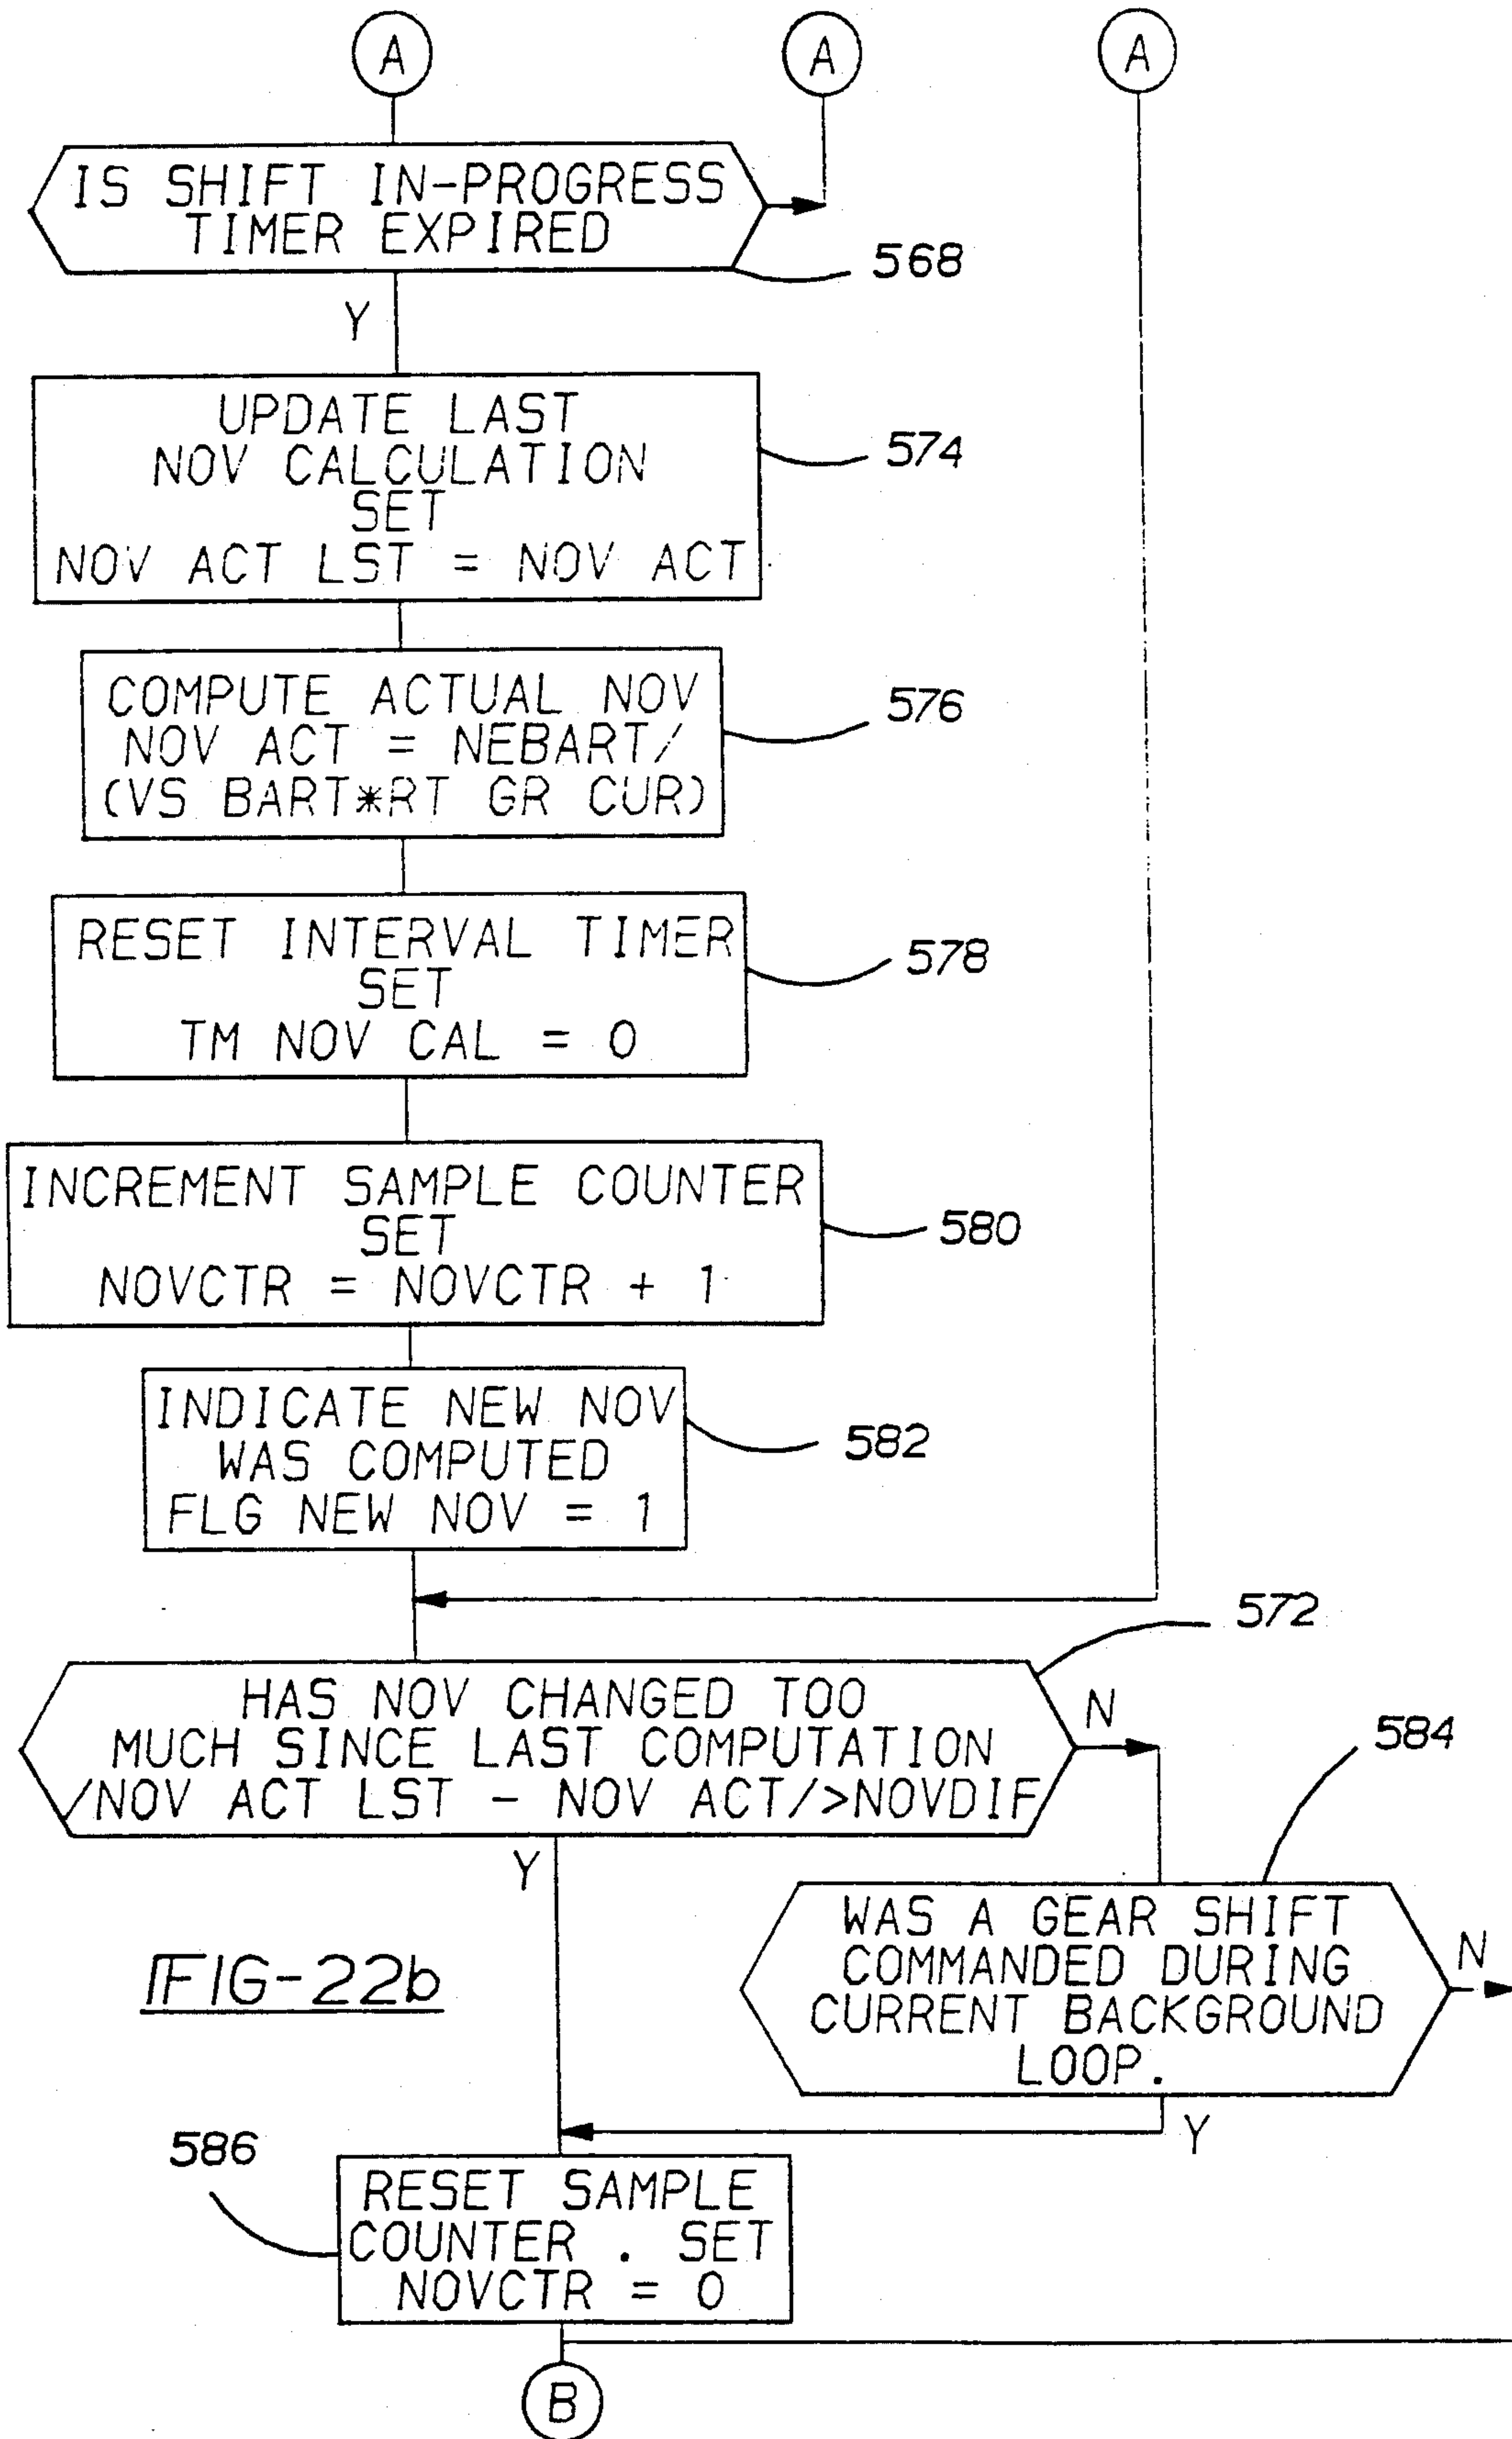 A
A
A
IS SHIFT IN-PROGRESS
TIMER EXPIRED
568
Y
UPDATE LAST
NOV CALCULATION
SET
NOV ACT LST = NOV ACT
574
COMPUTE ACTUAL NOV
NOV ACT = NEBART/
(VS BART*RT GR CUR)
576
RESET INTERVAL TIMER
SET
TM NOV CAL = 0
578
INCREMENT SAMPLE COUNTER
SET
NOVCTR = NOVCTR + 1
580
INDICATE NEW NOV
WAS COMPUTED
FLG NEW NOV = 1
582
572
HAS NOV CHANGED TOO
MUCH SINCE LAST COMPUTATION
/NOV ACT LST - NOV ACT/>NOVDIF
N
584
Y
WAS A GEAR SHIFT
COMMANDED DURING
CURRENT BACKGROUND
LOOP.
N
Y
FIG-22b
586
RESET SAMPLE
COUNTER . SET
NOVCTR = 0
B